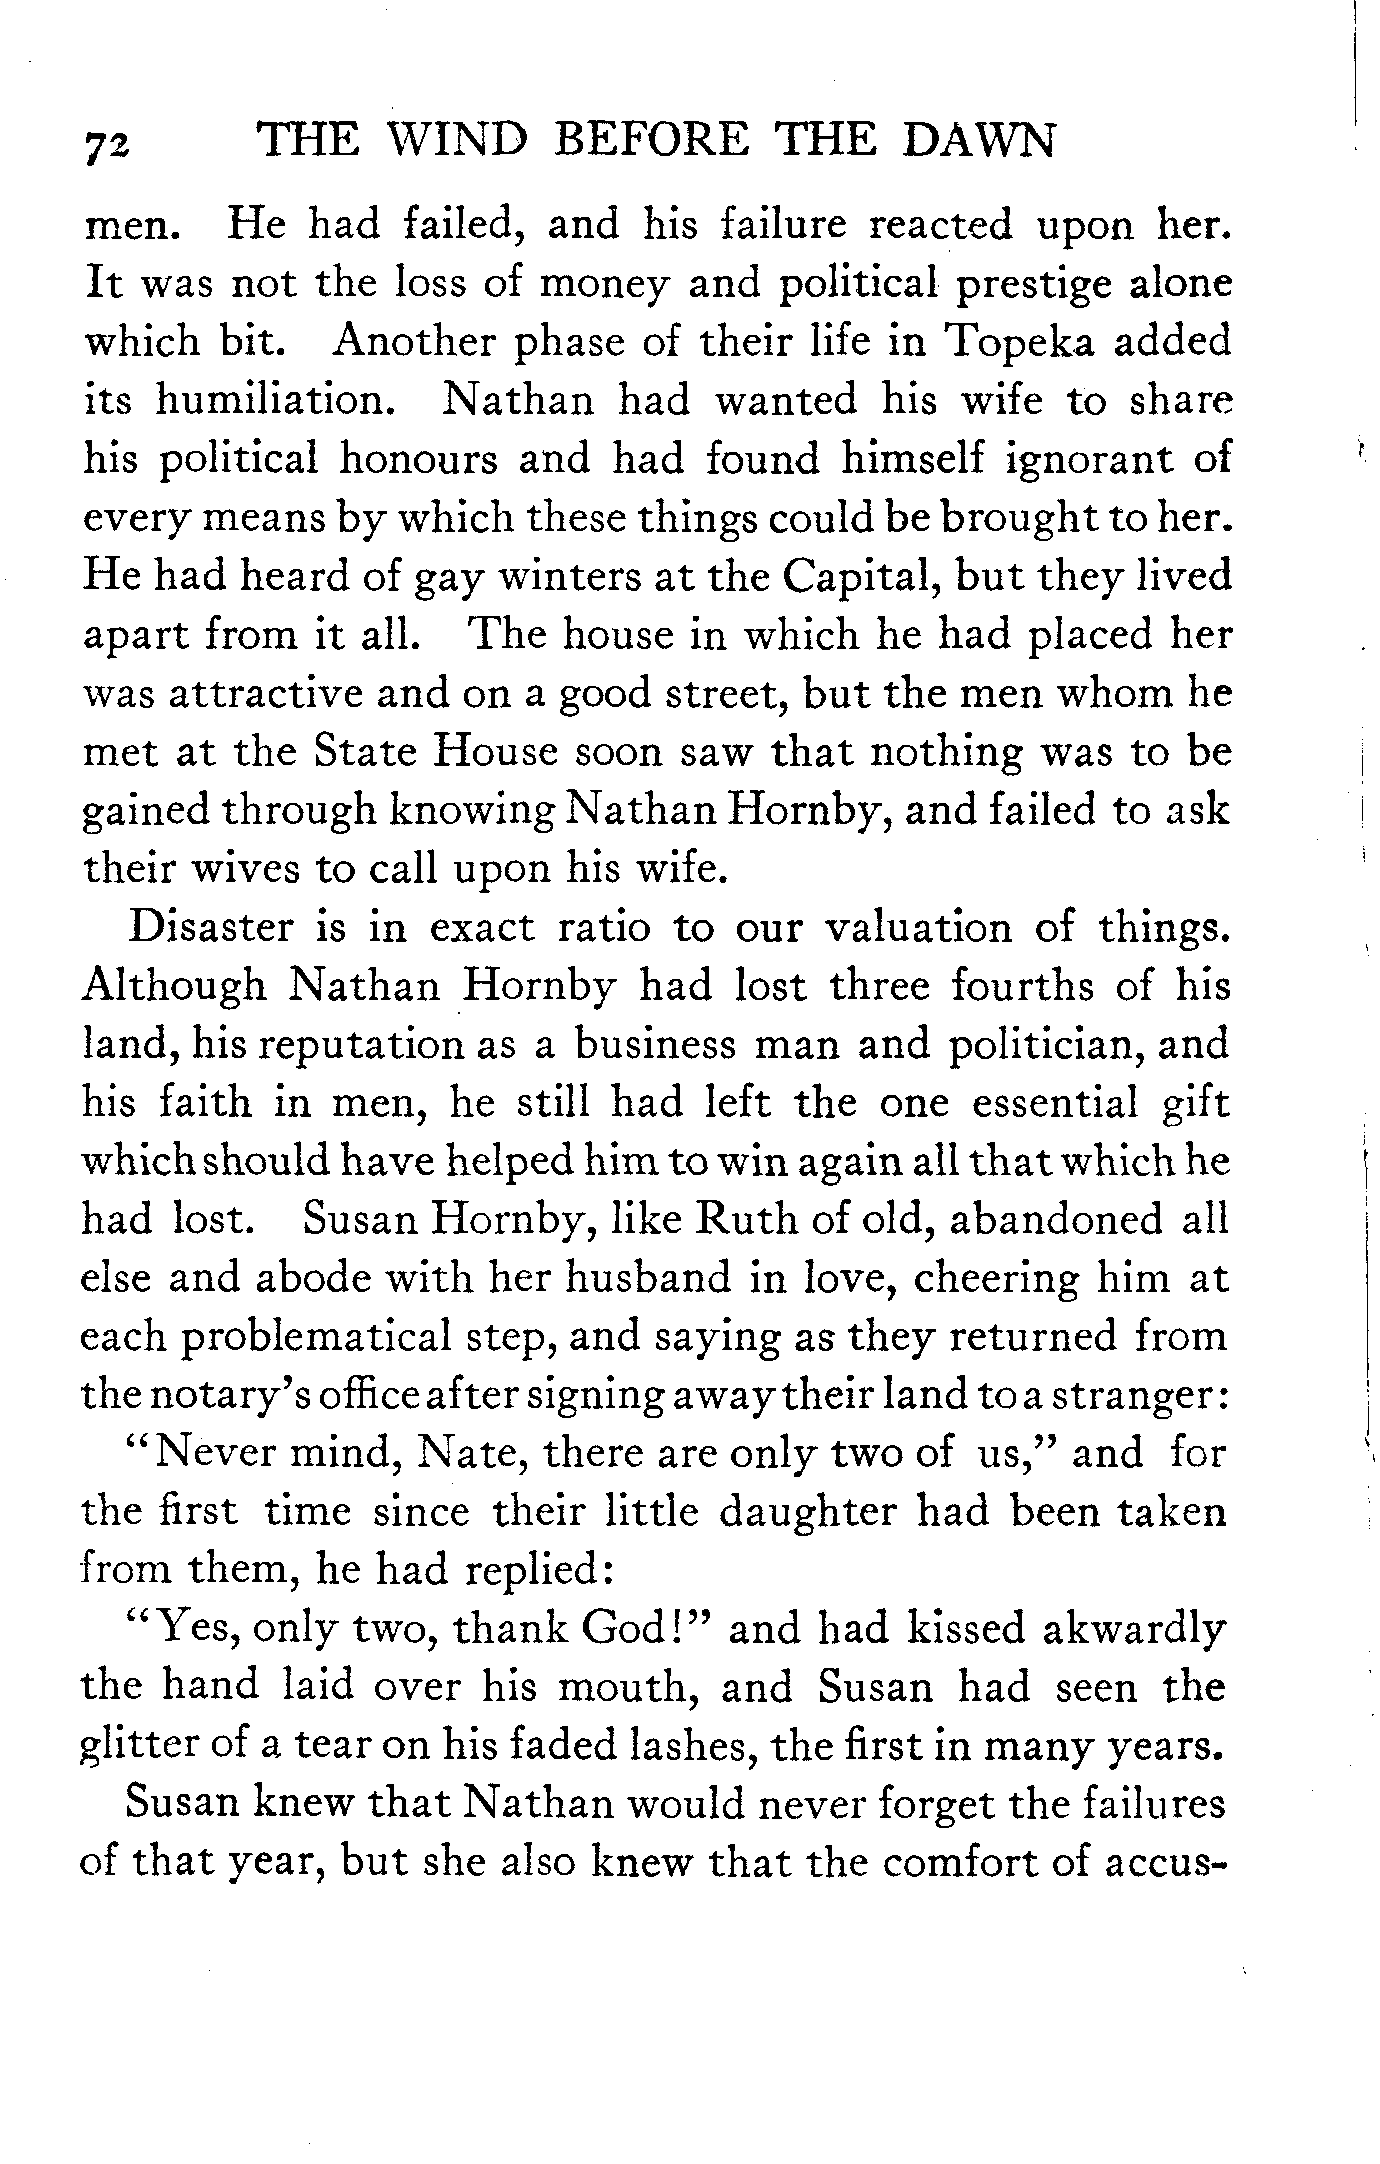 72 THE WIND BEFORE THE DAWN
men. He had failed, and his failure reacted upon her.
It was not the loss of money and political prestige alone
which bit. Another phase of their life in Topeka added
its humiliation. Nathan had wanted his wife to share
his political honours and had found himself ignorant of
every means by which these things could be brought to her.
He had heard of gay winters at the Capital, but they lived
apart from it all. The house in which he had placed her
was attractive and on a good street, but the men whom he
met at the State House soon saw that nothing was to be
gained through knowing Nathan Hornby, and failed to ask
their wives to call upon his wife.
Disaster is in exact ratio to our valuation of things.
Although Nathan Hornby had lost three fourths of his
land, his reputation as a business man and politician, and
his faith in men, he still had left the one essential gift
which should have helped him to win again all that which he
had lost. Susan Hornby, like Ruth of old, abandoned all
else and abode with her husband in love, cheering him at
each problematical step, and saying as they returned from
the notary's office after signing away their land to a stranger:
“Never mind, Nate, there are only two of us,” and for
the first time since their little daughter had been taken
from them, he had replied:
“Yes, only two, thank God!” and had kissed akwardly
the hand laid over his mouth, and Susan had seen the
glitter of a tear on his faded lashes, the first in many years.
Susan knew that Nathan would never forget the failures
of that year, but she also knew that the comfort of accus-